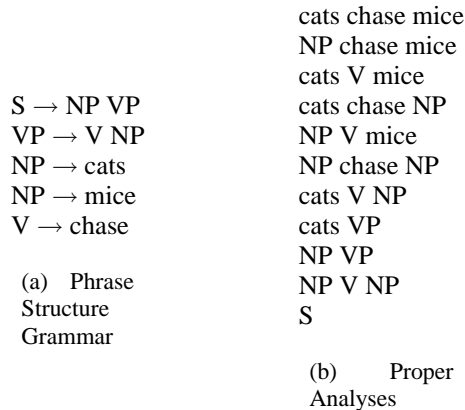 S → NP VP
VP → V NP
NP → cats
NP → mice
V → chase
(a) Phrase
Structure
Grammar
cats chase mice
NP chase mice
cats V mice
cats chase NP
NP V mice
NP chase NP
cats V NP
cats VP
NP VP
NP V NP
S
(b) Proper
Analyses